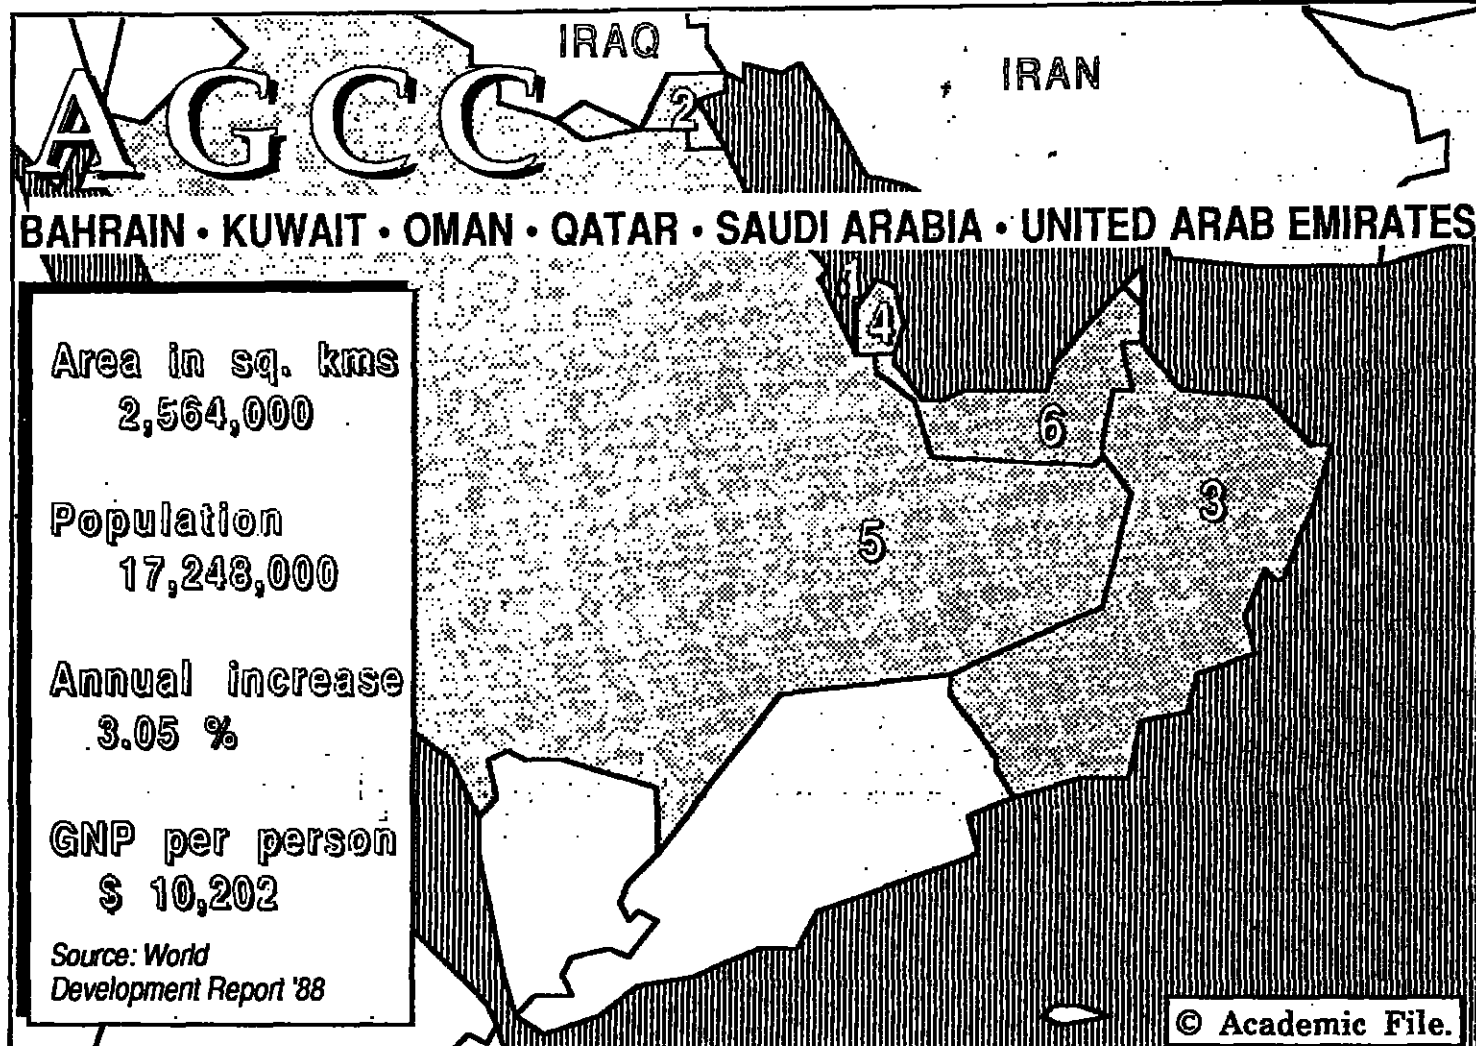 IRAQ
IRAN
AGCC
2
BAHRAIN • KUWAIT • OMAN • QATAR • SAUDI ARABIA • UNITED ARAB EMIRATES
4
6
3
5
Area in sq. kms
2,564,000
Population
17,248,000
Annual increase
3.05 %
GNP per person
$ 10,202
Source: World
Development Report '88
© Academic File.